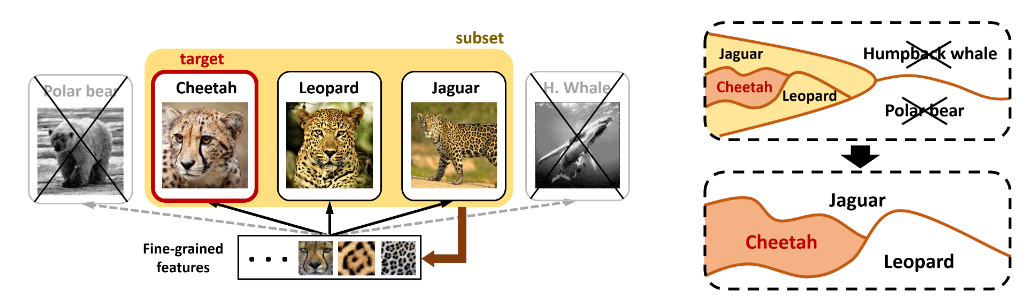 subset
target
Polar bear
Cheetah
Leopard
Jaguar
H. Whale
Fine-grained
features
Jaguar
Humpback whale
Cheetah
Leopard
Polar bear
Jaguar
Cheetah
Leopard